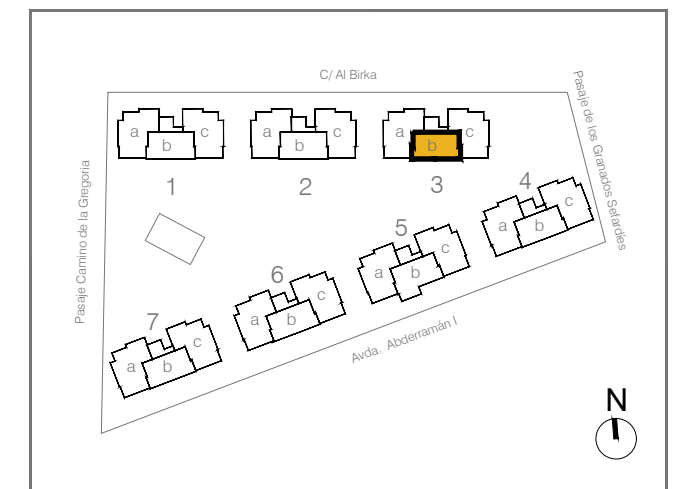 C/ Al Birka
Pasaje de los Granados Sefardíes
Pasaje Camino de la Gregoria
a b c
a b c
a b c
1
2
3
4
a b c
5
a b c
6
a b c
7
a b c
Avda. Abderramán I
N